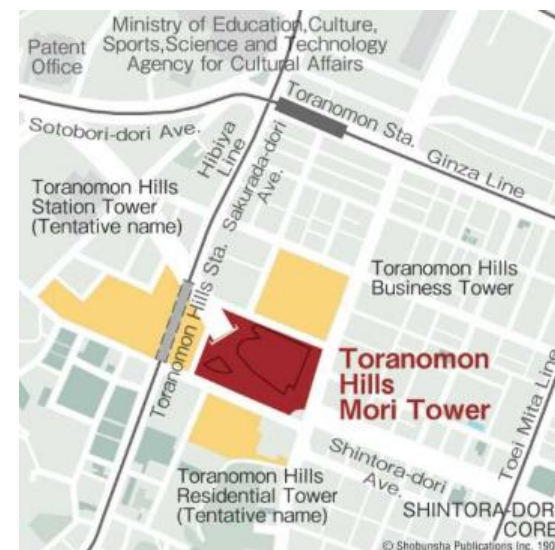 Ministry of Education,Culture,
Sports,Science and Technology
Agency for Cultural Affairs
Patent
Office
Toranomon Sta.
Ginza Line
Sotobori-dori Ave.
Hibiya
Line
Sakurada-dori
Ave.
Toranomon Hills
Station Tower
(Tentative name)
Toranomon Hills Sta.
Toranomon Hills
Business Tower
Toranomon
Hills
Mori Tower
Toei Mita Line
Shintora-dori
Ave.
Toranomon Hills
Residential Tower
(Tentative name)
SHINTORA-DOR
CORE
© Shobunsha Publications Inc. 190